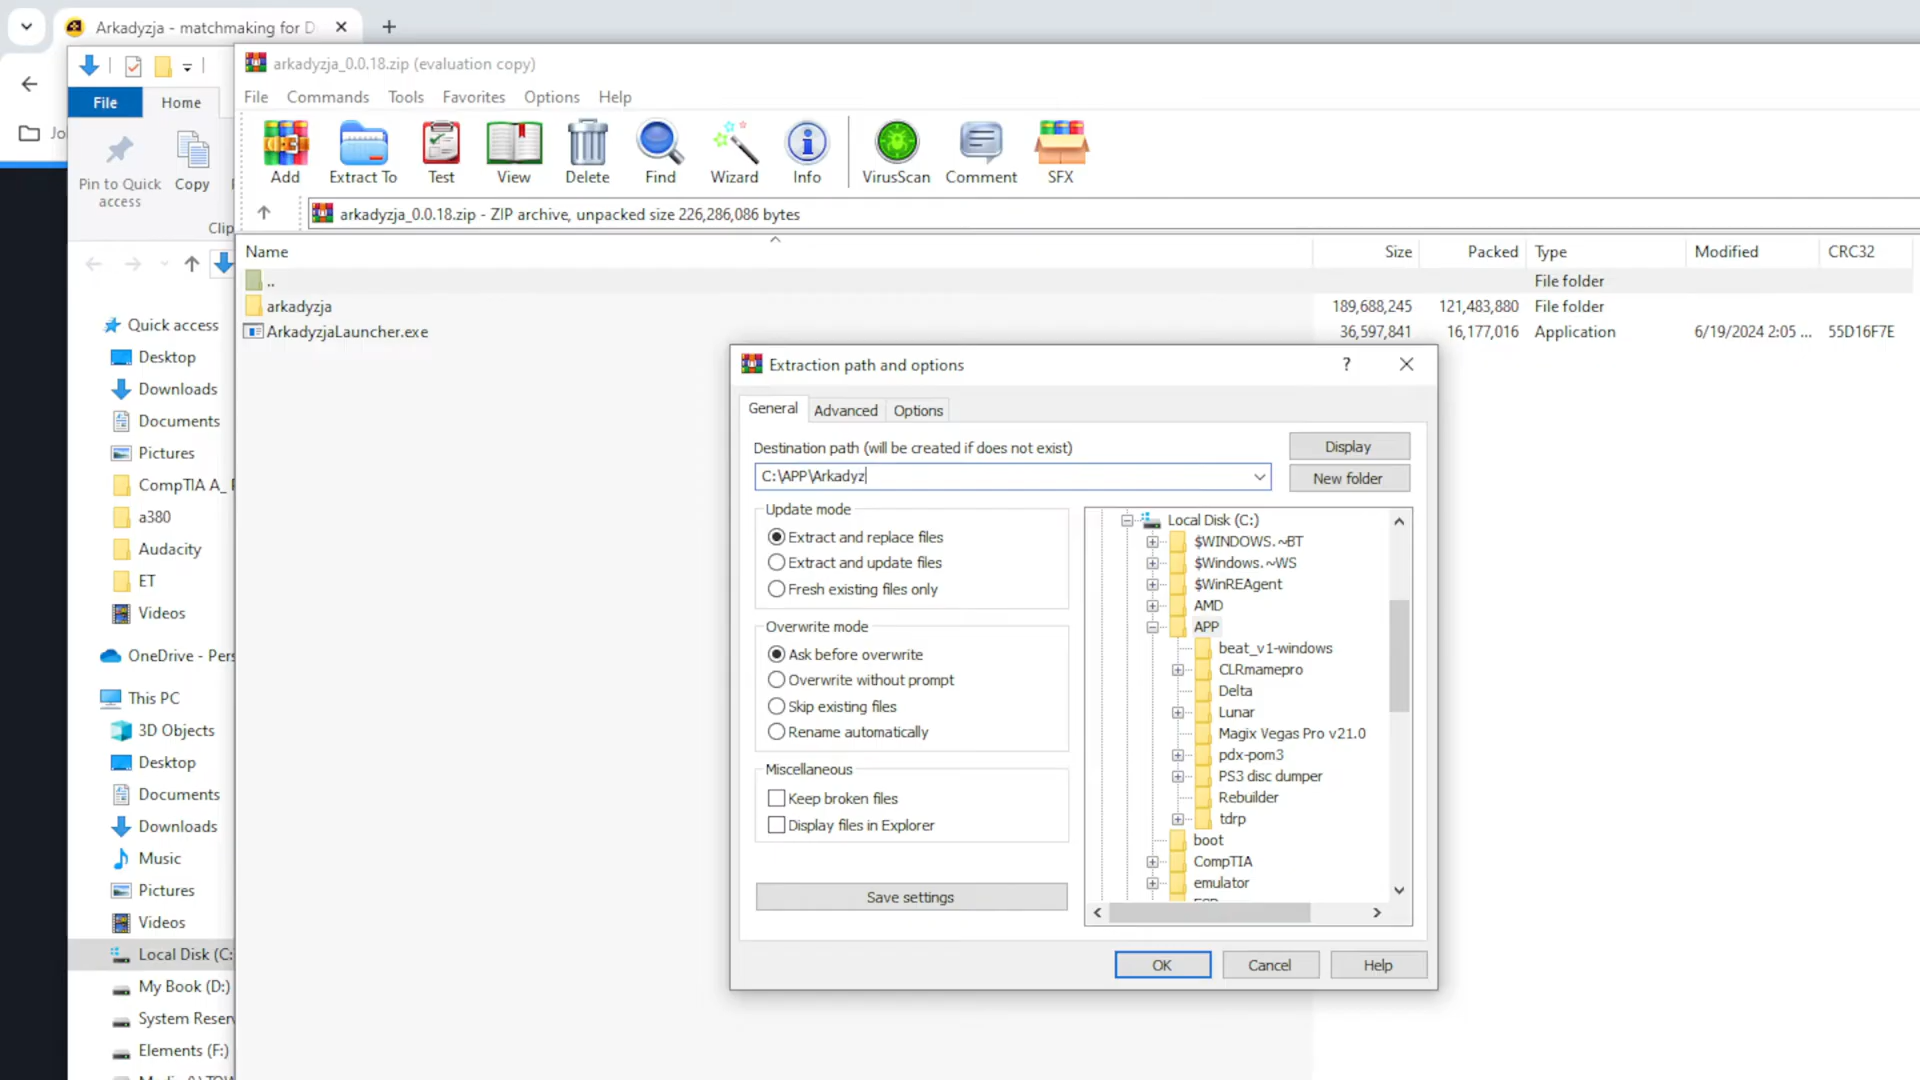 Arkadyzja - matchmaking for D
arkadyzja_0.0.18.zip (evaluation copy)
File Commands Tools Favorites Options Help
File Home
Pin to Quick access
Copy
Clip
Add Extract To Test View Delete Find Wizard Info VirusScan Comment SFX
arkadyzja_0.0.18.zip - ZIP archive, unpacked size 226,286,086 bytes
Name Size Packed Type Modified CRC32
.. File folder
arkadyzja 189,688,245 121,483,880 File folder
ArkadyzjaLauncher.exe 36,597,841 16,177,016 Application 6/19/2024 2:05 ... 55D16F7E
Quick access
Desktop
Downloads
Documents
Pictures
CompTIA A_
a380
Audacity
ET
Videos
OneDrive - Pers
This PC
3D Objects
Desktop
Documents
Downloads
Music
Pictures
Videos
Local Disk (C:
My Book (D:)
System Reserv
Elements (F:)
Extraction path and options
?
General Advanced Options
Destination path (will be created if does not exist)
C:\APP\Arkadyz
Display
New folder
Update mode
Extract and replace files
Extract and update files
Fresh existing files only
Overwrite mode
Ask before overwrite
Overwrite without prompt
Skip existing files
Rename automatically
Miscellaneous
Keep broken files
Display files in Explorer
Save settings
Local Disk (C:)
$WINDOWS.~BT
$Windows.~WS
$WinREAgent
AMD
APP
beat_v1-windows
CLRmamepro
Delta
Lunar
Magix Vegas Pro v21.0
pdx-pom3
PS3 disc dumper
Rebuilder
tdrp
boot
CompTIA
emulator
OK Cancel Help